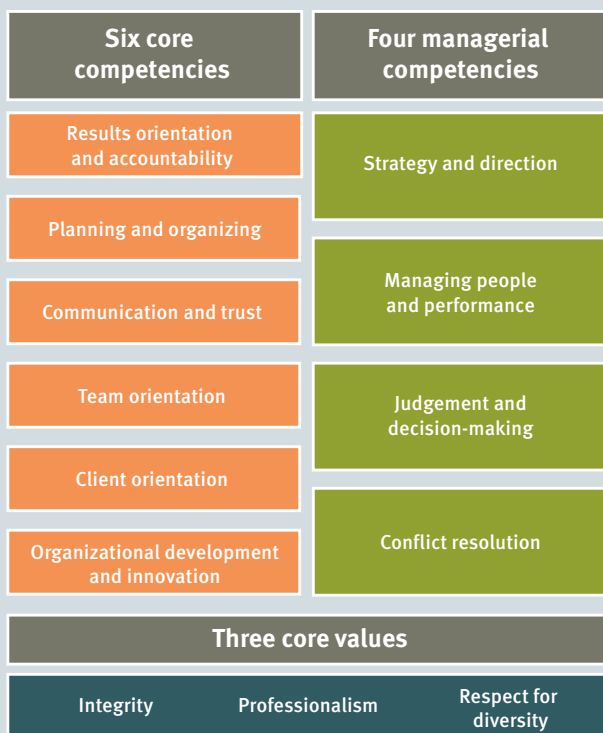 Six core
competencies
Results orientation
and accountability
Planning and organizing
Communication and trust
Team orientation
Client orientation
Organizational development
and innovation
Four managerial
competencies
Strategy and direction
Managing people
and performance
Judgement and
decision-making
Conflict resolution
Three core values
Integrity
Professionalism
Respect for
diversity